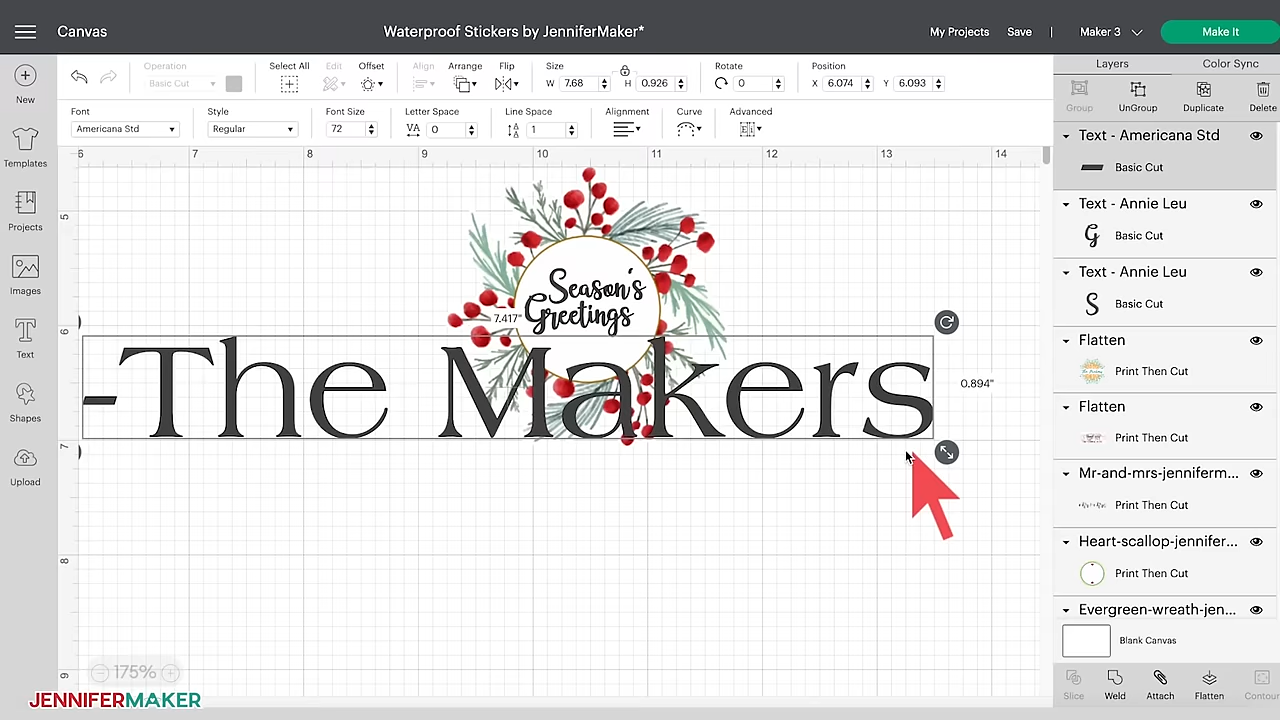 Canvas
Waterproof Stickers by JenniferMaker*
My Projects
Save
|
Maker 3
Make It
New
Templates
Projects
Images
Text
Shapes
Upload
Operation
Basic Cut
Select All
Edit
Offset
Align
Arrange
Flip
Size
W 7.68
H 0.926
Rotate
0
Position
X 6.074
Y 6.093
Font
Americana Std
Style
Regular
Font Size
72
Letter Space
VA 0
Line Space
1
Alignment
Curve
Advanced
6 7 8 9 10 11 12 13 14
5
6
7
8
9
Season's
Greetings
7.417"
-The Makers
0.894"
175%
JENNIFERMAKER
Layers
Color Sync
Group
UnGroup
Duplicate
Delete
Text - Americana Std
Basic Cut
Text - Annie Leu
G Basic Cut
Text - Annie Leu
S Basic Cut
Flatten
Print Then Cut
Flatten
Print Then Cut
Mr-and-mrs-jenniferm...
Print Then Cut
Heart-scallop-jennifer...
Print Then Cut
Evergreen-wreath-jen...
Blank Canvas
Slice
Weld
Attach
Flatten
Contour